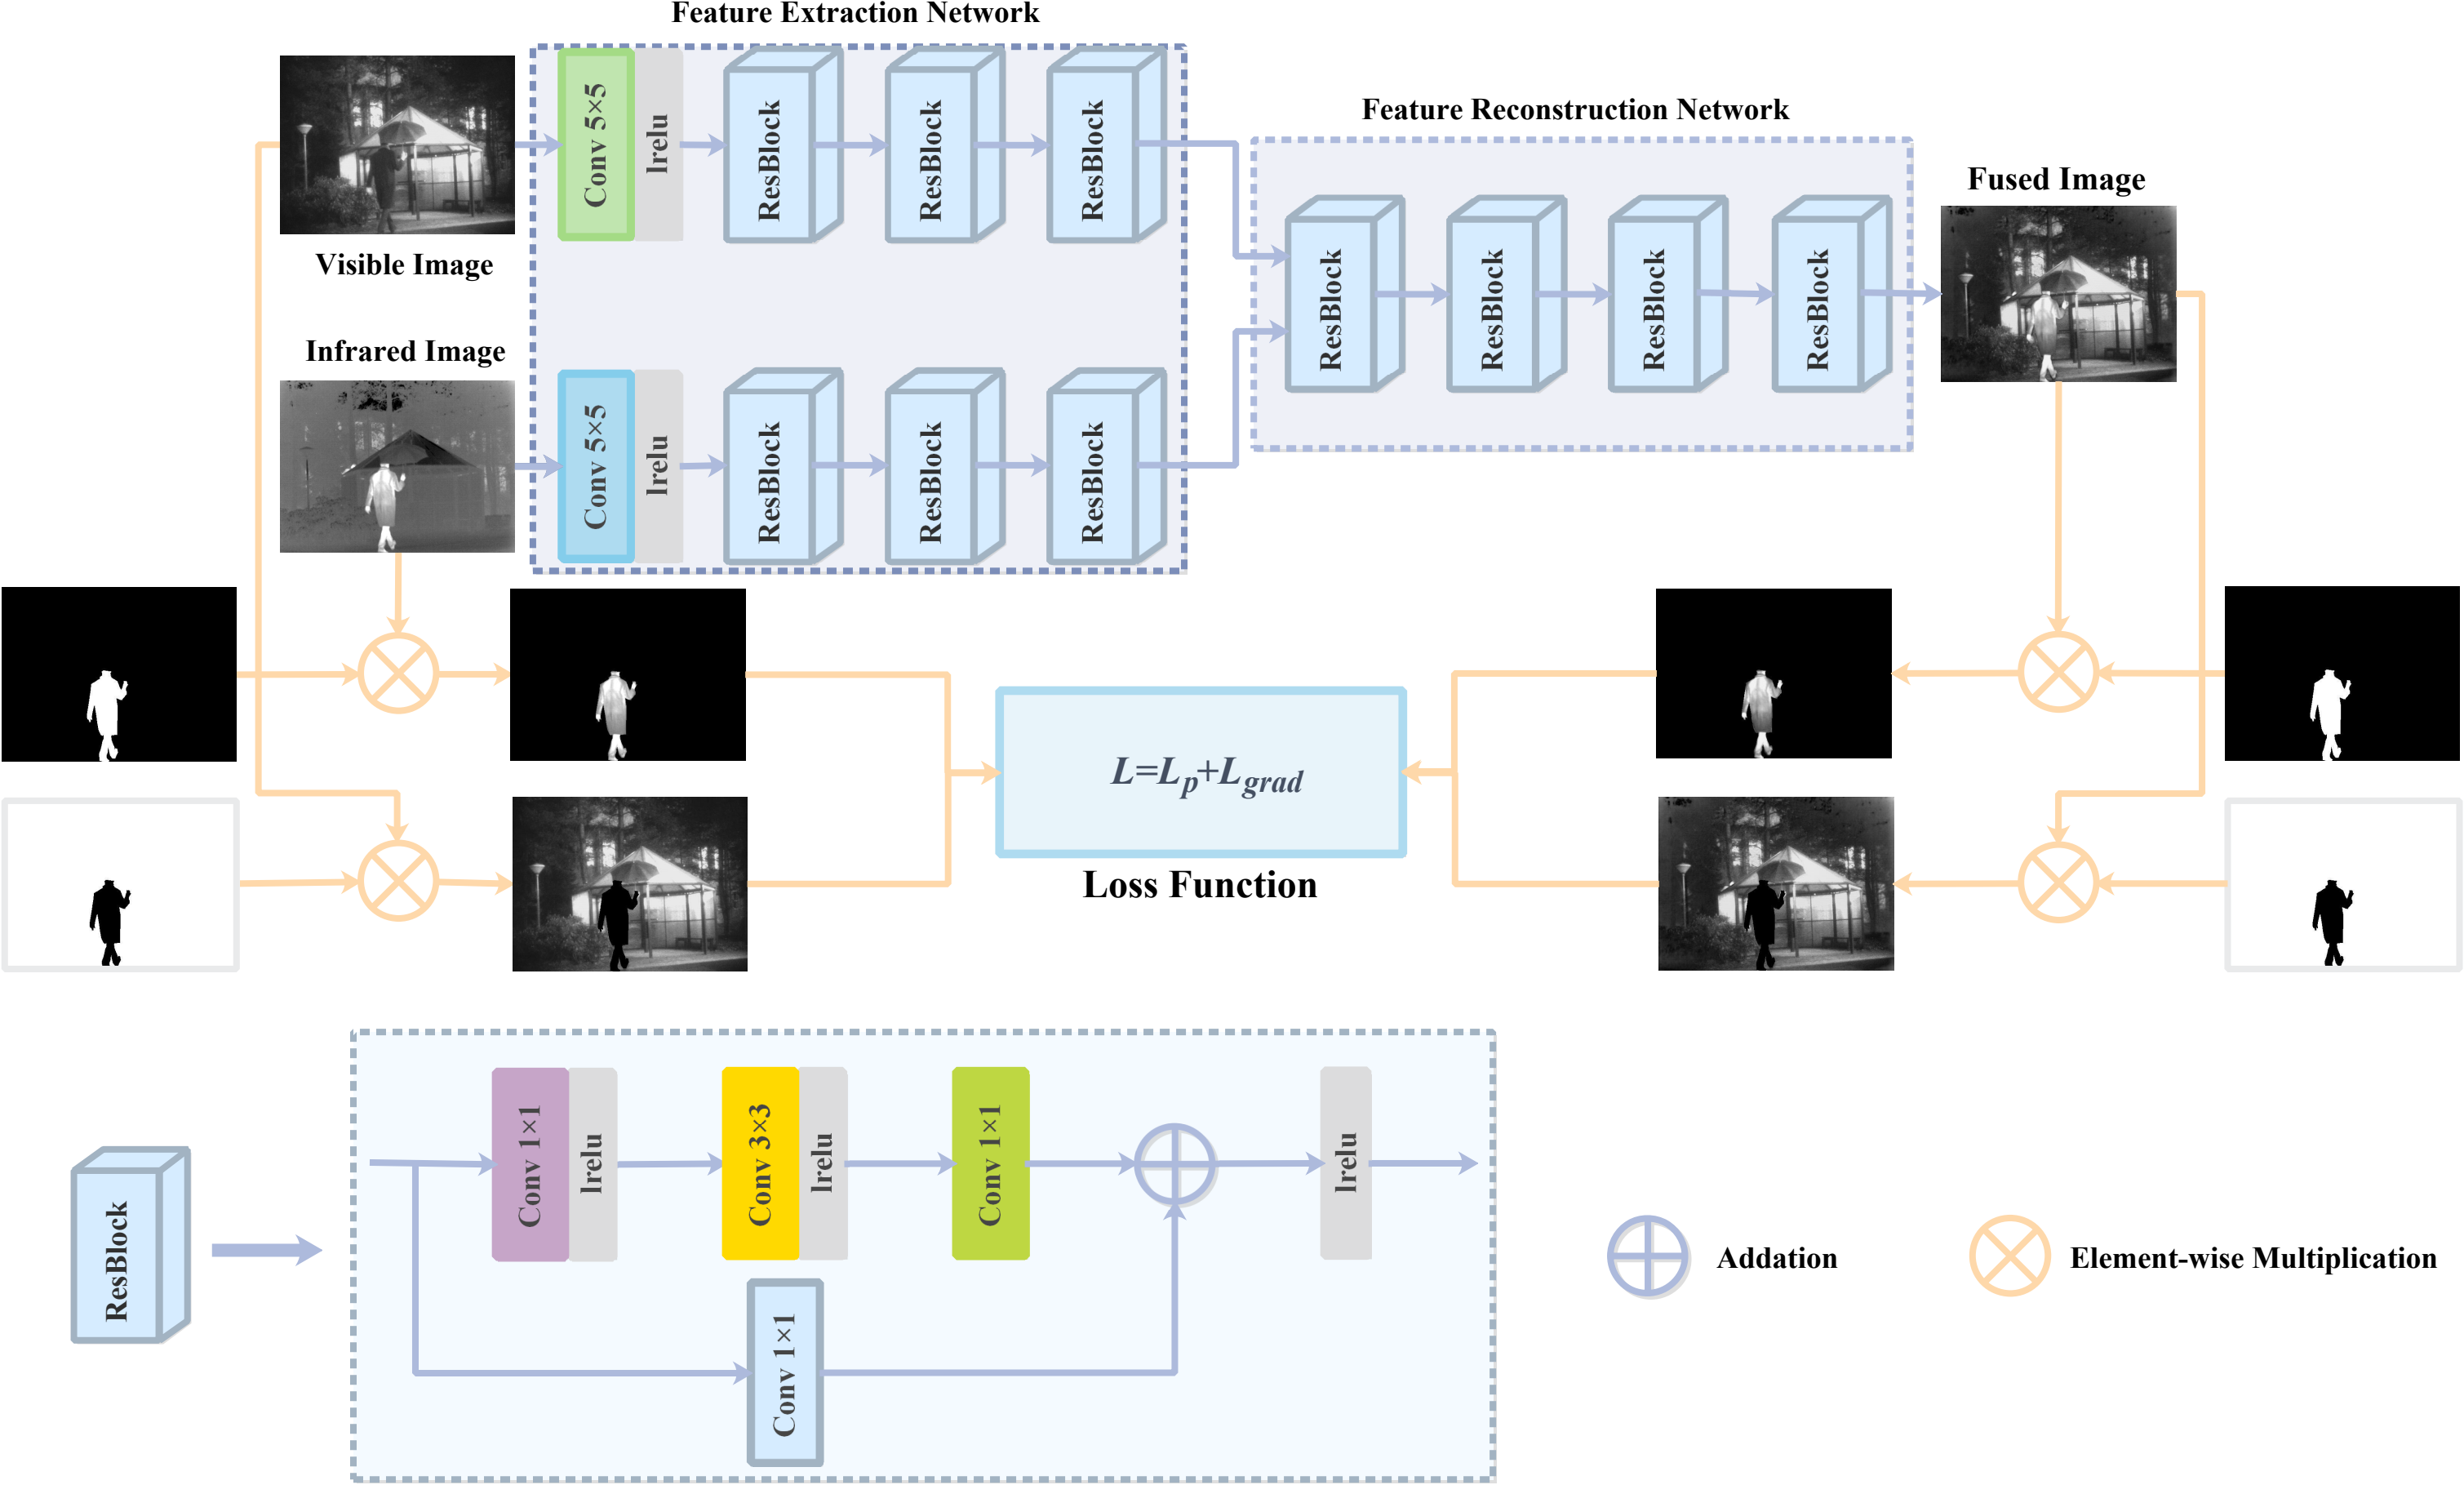 Feature Extraction Network
Conv 5×5
lrelu
ResBlock
ResBlock
ResBlock
Visible Image
Feature Reconstruction Network
ResBlock
ResBlock
ResBlock
ResBlock
Fused Image
Infrared Image
Conv 5×5
lrelu
ResBlock
ResBlock
ResBlock
L=Lp+Lgrad
Loss Function
ResBlock
Conv 1×1
lrelu
Conv 3×3
lrelu
Conv 1×1
lrelu
Conv 1×1
Addation
Element-wise Multiplication